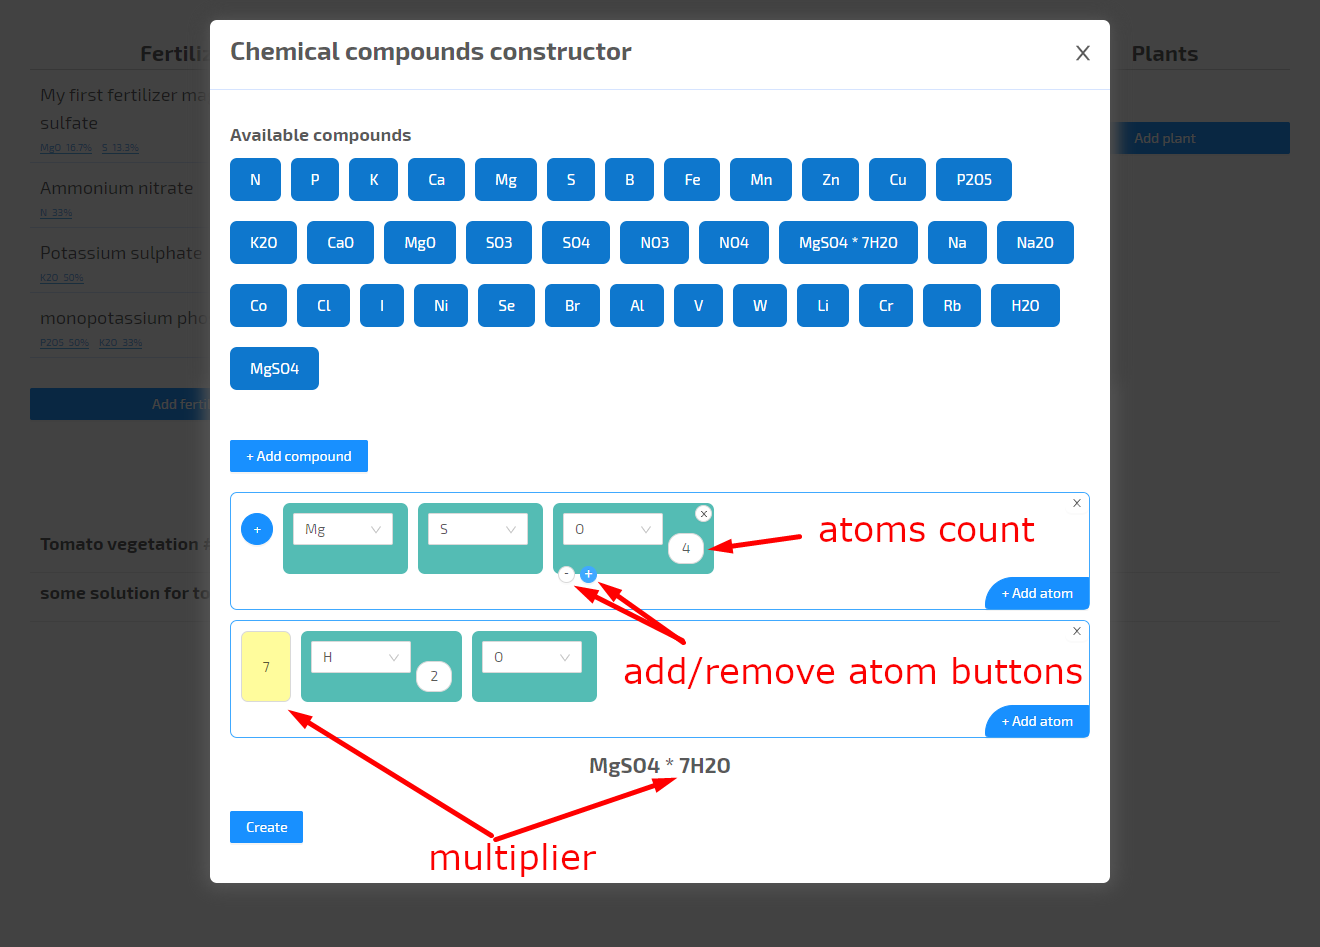 Chemical compounds constructor
X
Fertiliz
Plants
My first fertilizer ma
sulfate
MgO 16.7% S 13.3%
Add plant
Ammonium nitrate
N 33%
Potassium sulphate
K2O 50%
monopotassium pho
P2O5 50% K2O 33%
Add ferti
Tomato vegetation #
some solution for to
Available compounds
N P K Ca Mg S B Fe Mn Zn Cu P2O5
K2O CaO MgO SO3 SO4 NO3 NO4 MgSO4 * 7H2O Na Na2O
Co Cl I Ni Se Br Al V W Li Cr Rb H2O
MgSO4
+ Add compound
+ Mg S O 4 x X
- +
atoms count
+ Add atom
7 H 2 O X
add/remove atom buttons
+ Add atom
MgSO4 * 7H2O
Create
multiplier